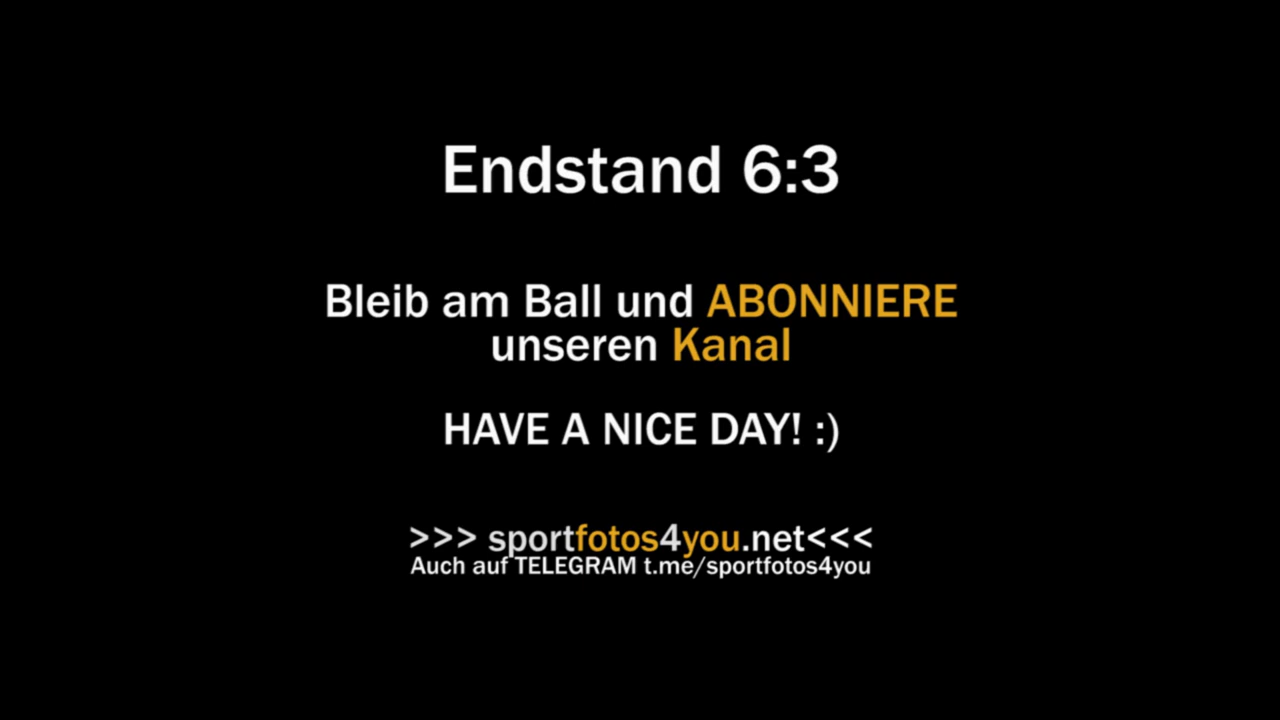 Endstand 6:3
Bleib am Ball und ABONNIERE
unseren Kanal
HAVE A NICE DAY! :)
>>> sportfotos4you.net<<<
Auch auf TELEGRAM t.me/sportfotos4you